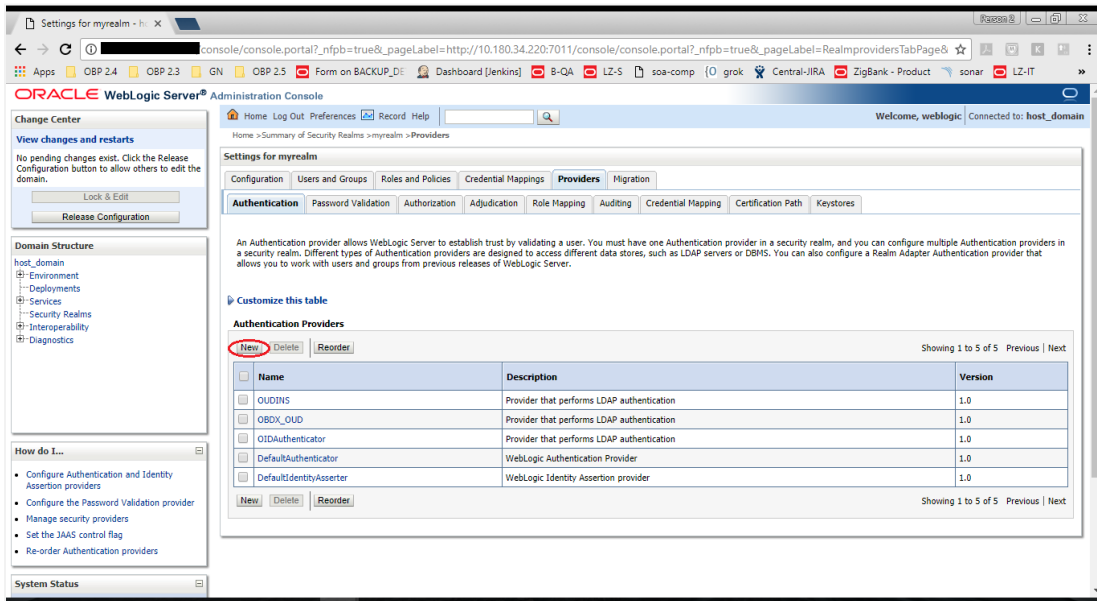 Settings for myrealm - h
Person 2
console/console.portal?_nfpb=true&_pageLabel=http://10.180.34.220:7011/console/console.portal?_nfpb=true&_pageLabel=RealmprovidersTabPage&
Apps OBP 2.4 OBP 2.3 GN OBP 2.5 Form on BACKUP_DE Dashboard [Jenkins] B-QA LZ-S soa-comp {O grok Central-JIRA ZigBank - Product sonar LZ-IT »
ORACLE WebLogic Server® Administration Console
Change Center
View changes and restarts
No pending changes exist. Click the Release
Configuration button to allow others to edit the
domain.
Lock & Edit
Release Configuration
Domain Structure
host_domain
Environment
Deployments
Services
Security Realms
Interoperability
Diagnostics
How do I...
Configure Authentication and Identity
Assertion providers
Configure the Password Validation provider
Manage security providers
Set the JAAS control flag
Re-order Authentication providers
System Status
Home Log Out Preferences Record Help
Welcome, weblogic Connected to: host_domain
Home >Summary of Security Realms >myrealm >Providers
Settings for myrealm
Configuration Users and Groups Roles and Policies Credential Mappings Providers Migration
Authentication Password Validation Authorization Adjudication Role Mapping Auditing Credential Mapping Certification Path Keystores
An Authentication provider allows WebLogic Server to establish trust by validating a user. You must have one Authentication provider in a security realm, and you can configure multiple Authentication providers in
a security realm. Different types of Authentication providers are designed to access different data stores, such as LDAP servers or DBMS. You can also configure a Realm Adapter Authentication provider that
allows you to work with users and groups from previous releases of WebLogic Server.
Customize this table
Authentication Providers
New Delete Reorder
Showing 1 to 5 of 5 Previous | Next
Name Description Version
OUDINS Provider that performs LDAP authentication 1.0
OBDX_OUD Provider that performs LDAP authentication 1.0
OIDAuthenticator Provider that performs LDAP authentication 1.0
DefaultAuthenticator WebLogic Authentication Provider 1.0
DefaultIdentityAsserter WebLogic Identity Assertion provider 1.0
New Delete Reorder
Showing 1 to 5 of 5 Previous | Next